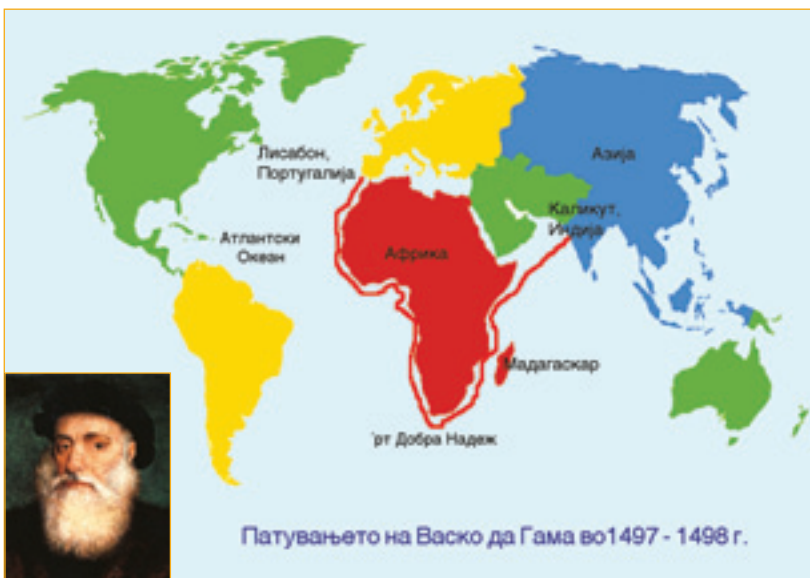 Лисабон,
Португалија
Азија
Каликут,
Индија
Атлантски
Океан
Африка
Мадагаскар
'рт Добра Надеж
Патувањето на Васко да Гама во1497 - 1498 г.